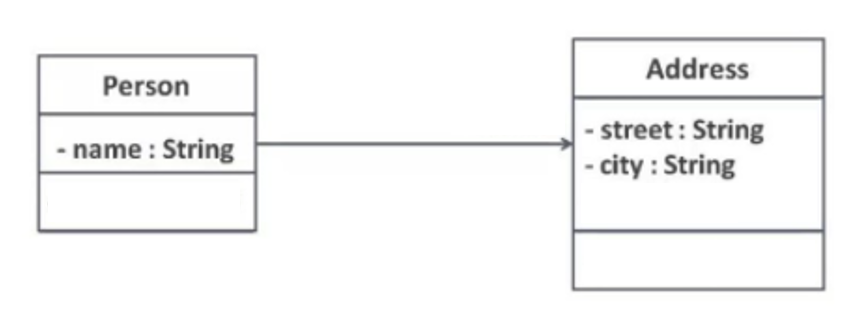 Person
- name : String
Address
- street : String
- city : String